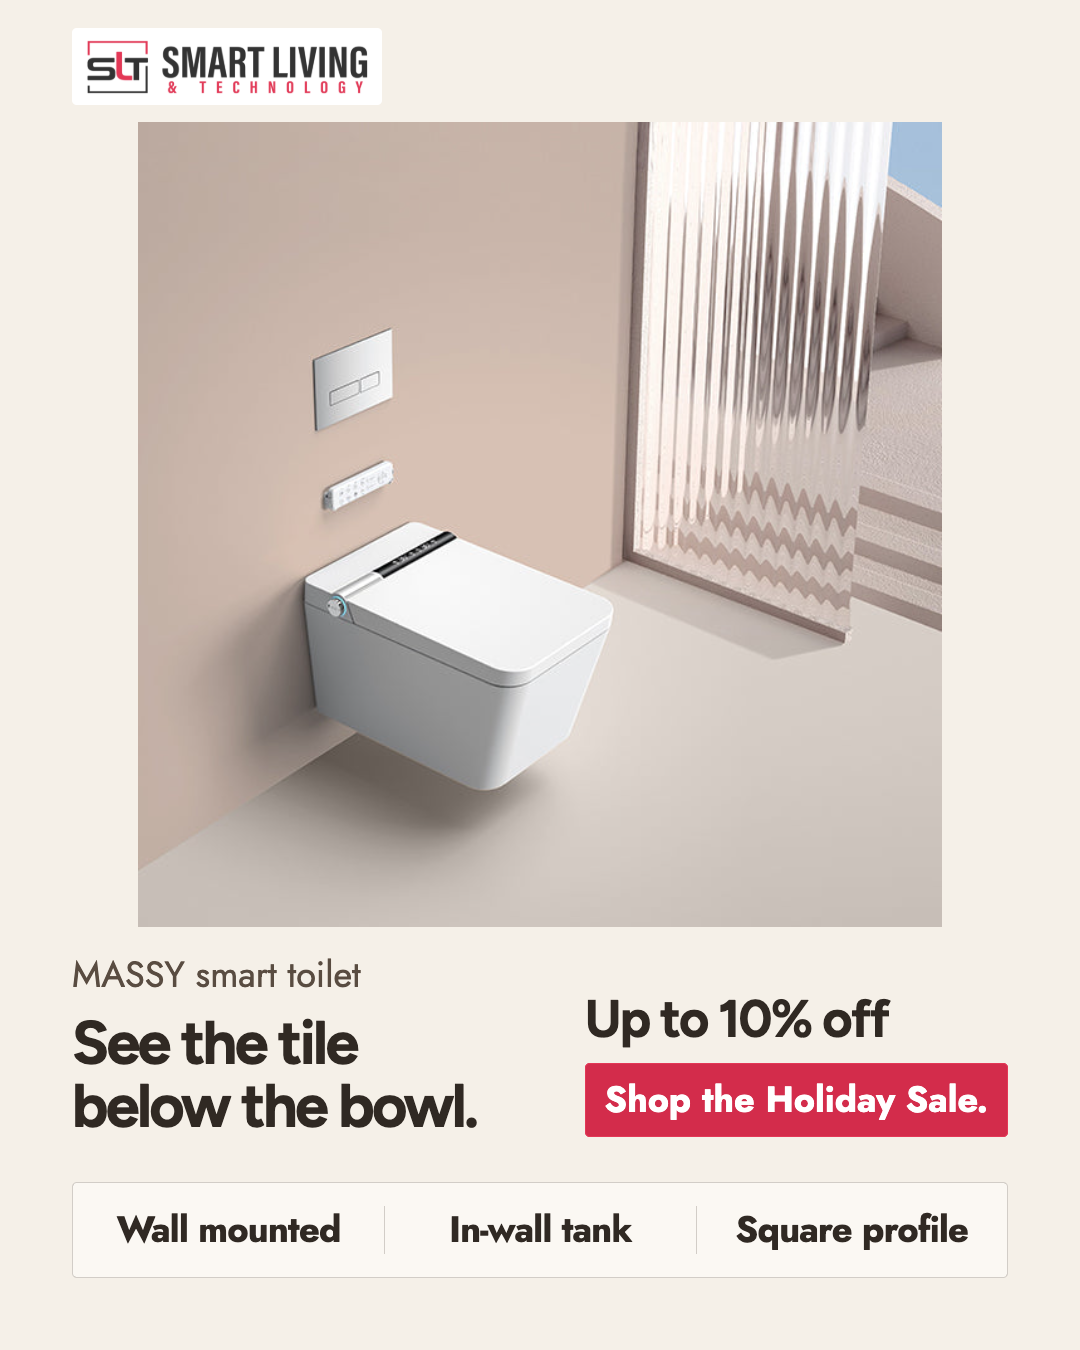 SLT SMART LIVING
& TECHNOLOGY
MASSY smart toilet
See the tile
below the bowl.
Up to 10% off
Shop the Holiday Sale.
Wall mounted
In-wall tank
Square profile